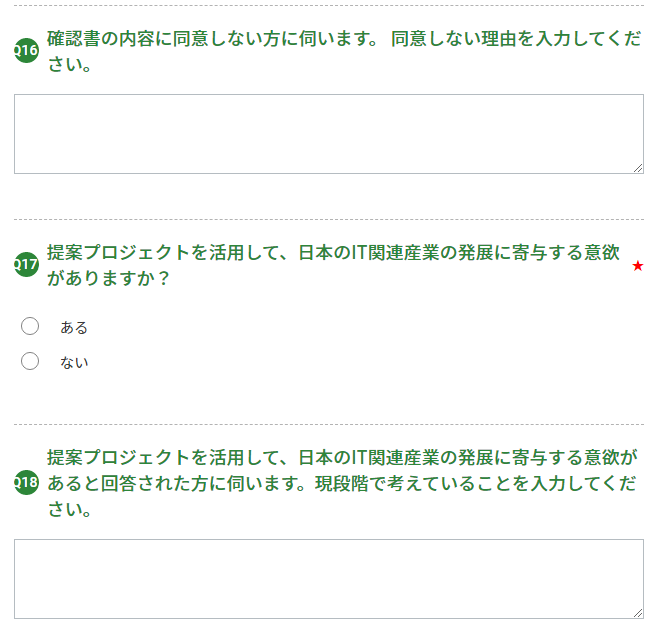 Q16 確認書の内容に同意しない方に伺います。 同意しない理由を入力してくだ
さい。
Q17 提案プロジェクトを活用して、日本のIT関連産業の発展に寄与する意欲
がありますか？ ★
ある
ない
提案プロジェクトを活用して、日本のIT関連産業の発展に寄与する意欲が
Q18 あると回答された方に伺います。現段階で考えていることを入力してくだ
さい。